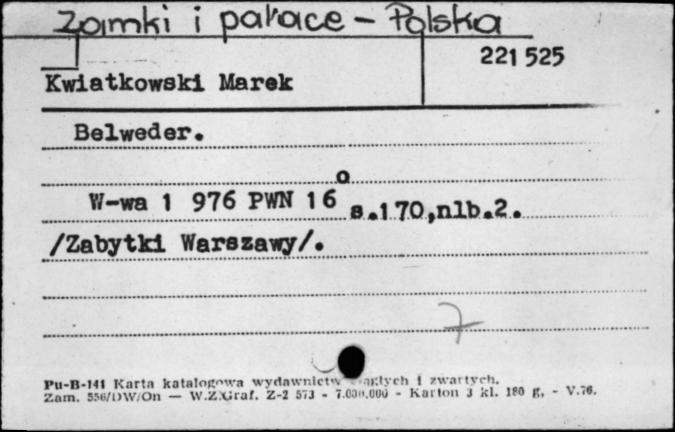 Zamki i pałace - Polska
221 525
Kwiatkowski Marek
Belweder.
W-wa 1 976 PWN 16° s.170,nlb.2.
/Zabytki Warszawy/.
7
Pu-B-141 Karta katalogowa wydawnictw ciągłych i zwartych.
Zam. 556/DW/On — W.Z.Graf. Z-2 573 - 7.000.000 - Karton 3 kl. 180 g, - V.76.